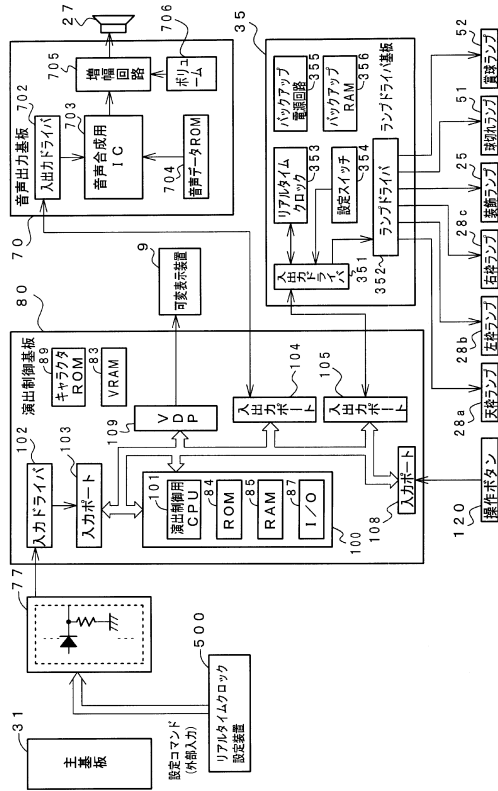 31
主基板
設定コマンド
(外部入力)
500
リアルタイムクロック
設定装置
77
80
演出制御基板
89
キャラクタ
ROM
83
VRAM
102
入力ドライバ
103
入力ポート
109
VDP
101
演出制御用
CPU
84
ROM
85
RAM
87
I/O
100
104
入出力ポート
105
入出力ポート
108
入力ポート
120
操作ボタン
9
可変表示装置
70
音声出力基板
702
入出力ドライバ
703
音声合成用
IC
704
音声データROM
705
増幅回路
706
ボリューム
27
35
ランプドライバ基板
355
バックアップ
電源回路
356
バックアップ
RAM
353
リアルタイム
クロック
354
設定スイッチ
351
入出力ドライバ
352
ランプドライバ
28a
天枠ランプ
28b
左枠ランプ
28c
右枠ランプ
25
装飾ランプ
51
球切れランプ
52
賞球ランプ